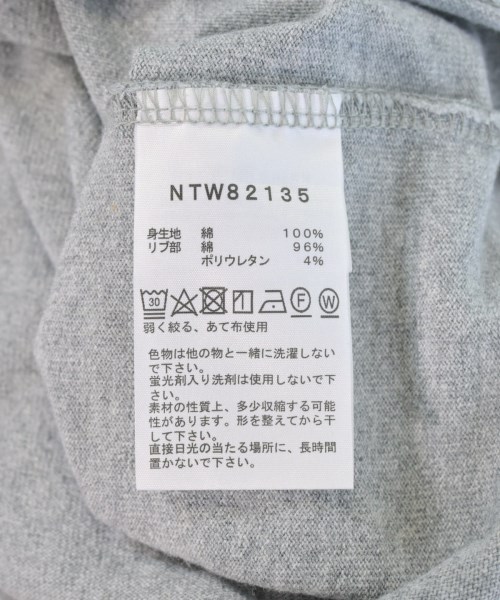 NTW82135
身生地 綿 100%
リブ部 綿 96%
ポリウレタン 4%
30 F W
弱く絞る、あて布使用
色物は他の物と一緒に洗濯しない
で下さい。
蛍光剤入り洗剤は使用しないで下
さい。
素材の性質上、多少収縮する可能
性があります。形を整えてから干
して下さい。
直接日光の当たる場所に、長時間
置かないで下さい。